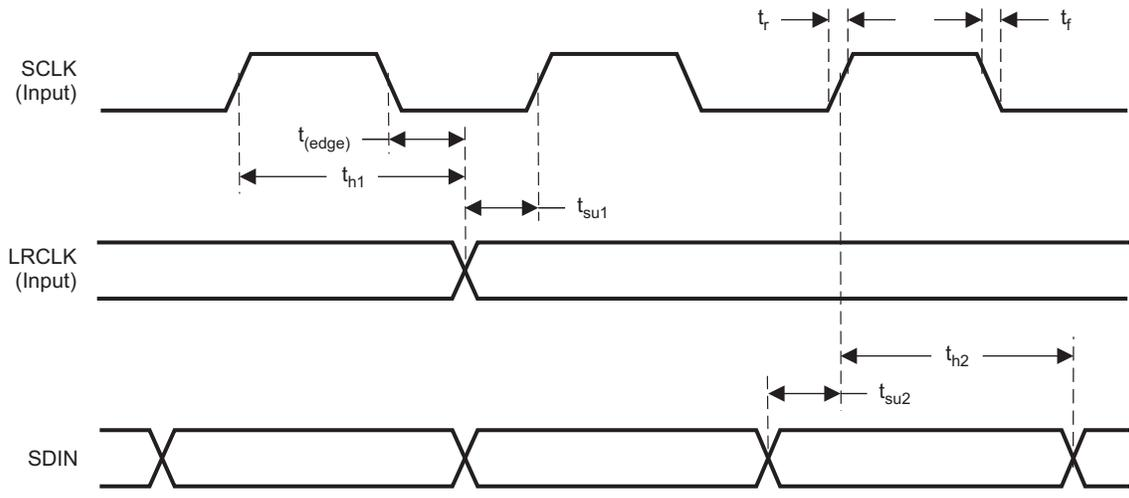 t_r
t_f
SCLK
(Input)
t_(edge)
t_h1
t_su1
LRCLK
(Input)
t_h2
t_su2
SDIN